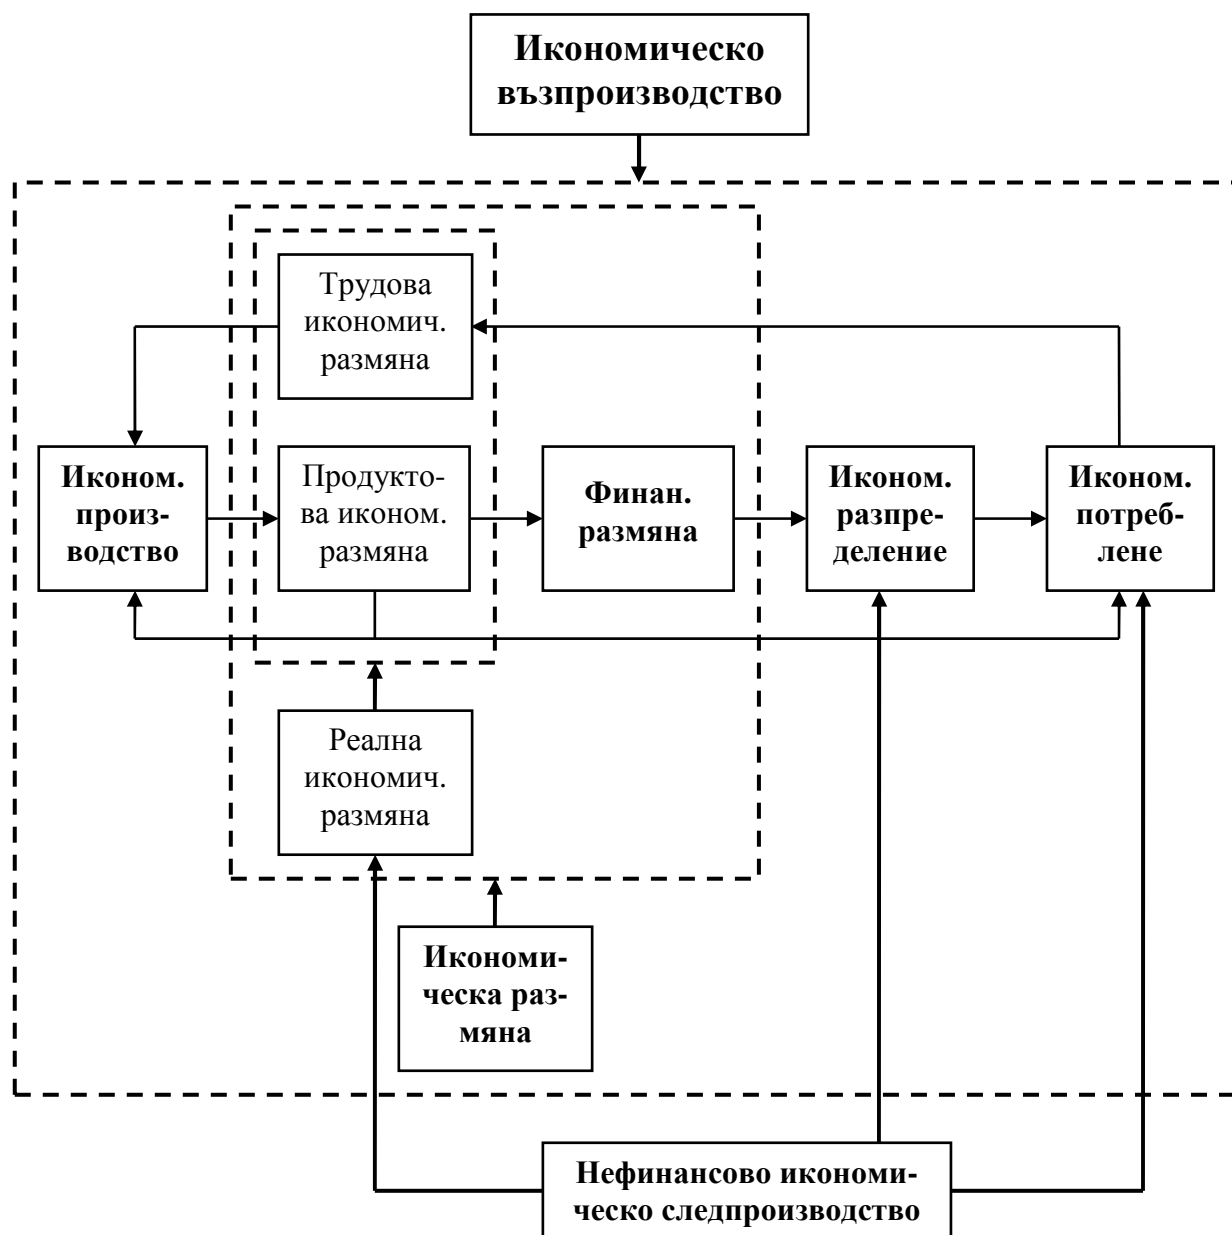 Икономическо
възпроизводство
Трудова
икономич.
размяна
Иконом.
произ-
водство
Продукто-
ва иконом.
размяна
Финан.
размяна
Иконом.
разпре-
деление
Иконом.
потреб-
лене
Реална
икономич.
размяна
Икономи-
ческа раз-
мяна
Нефинансово икономи-
ческо следпроизводство